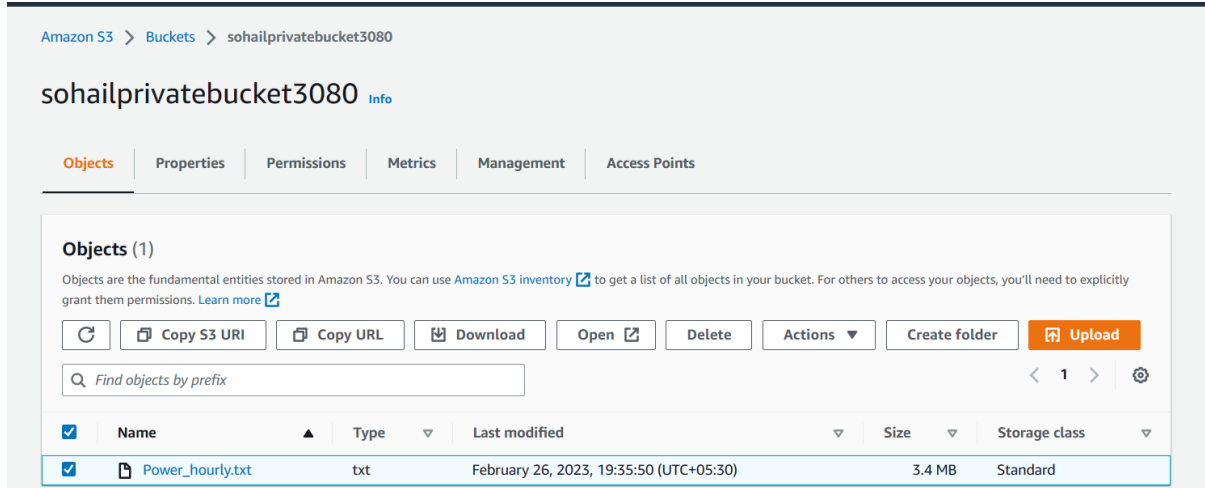 Amazon S3 > Buckets > sohailprivatebucket3080
sohailprivatebucket3080 Info
Objects Properties Permissions Metrics Management Access Points
Objects (1)
Objects are the fundamental entities stored in Amazon S3. You can use Amazon S3 inventory to get a list of all objects in your bucket. For others to access your objects, you'll need to explicitly
grant them permissions. Learn more
Copy S3 URI Copy URL Download Open Delete Actions Create folder Upload
Find objects by prefix
< 1 >
Name Type Last modified Size Storage class
Power_hourly.txt txt February 26, 2023, 19:35:50 (UTC+05:30) 3.4 MB Standard